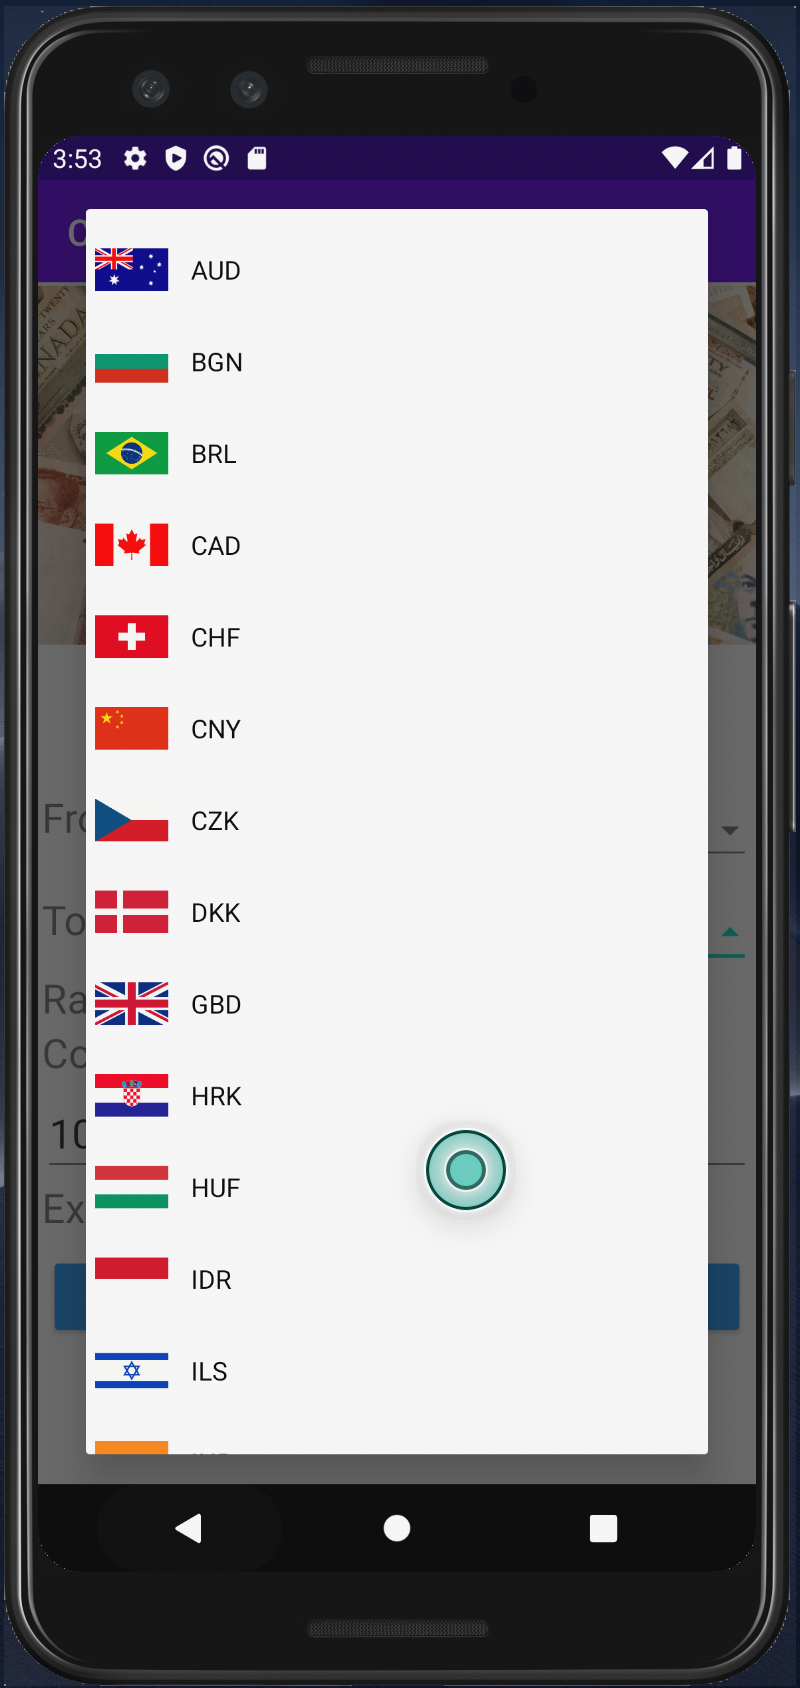 3:53
AUD
BGN
BRL
CAD
CHF
CNY
CZK
DKK
GBD
HRK
HUF
IDR
ILS
Fro
To
Ra
Co
10
Ex